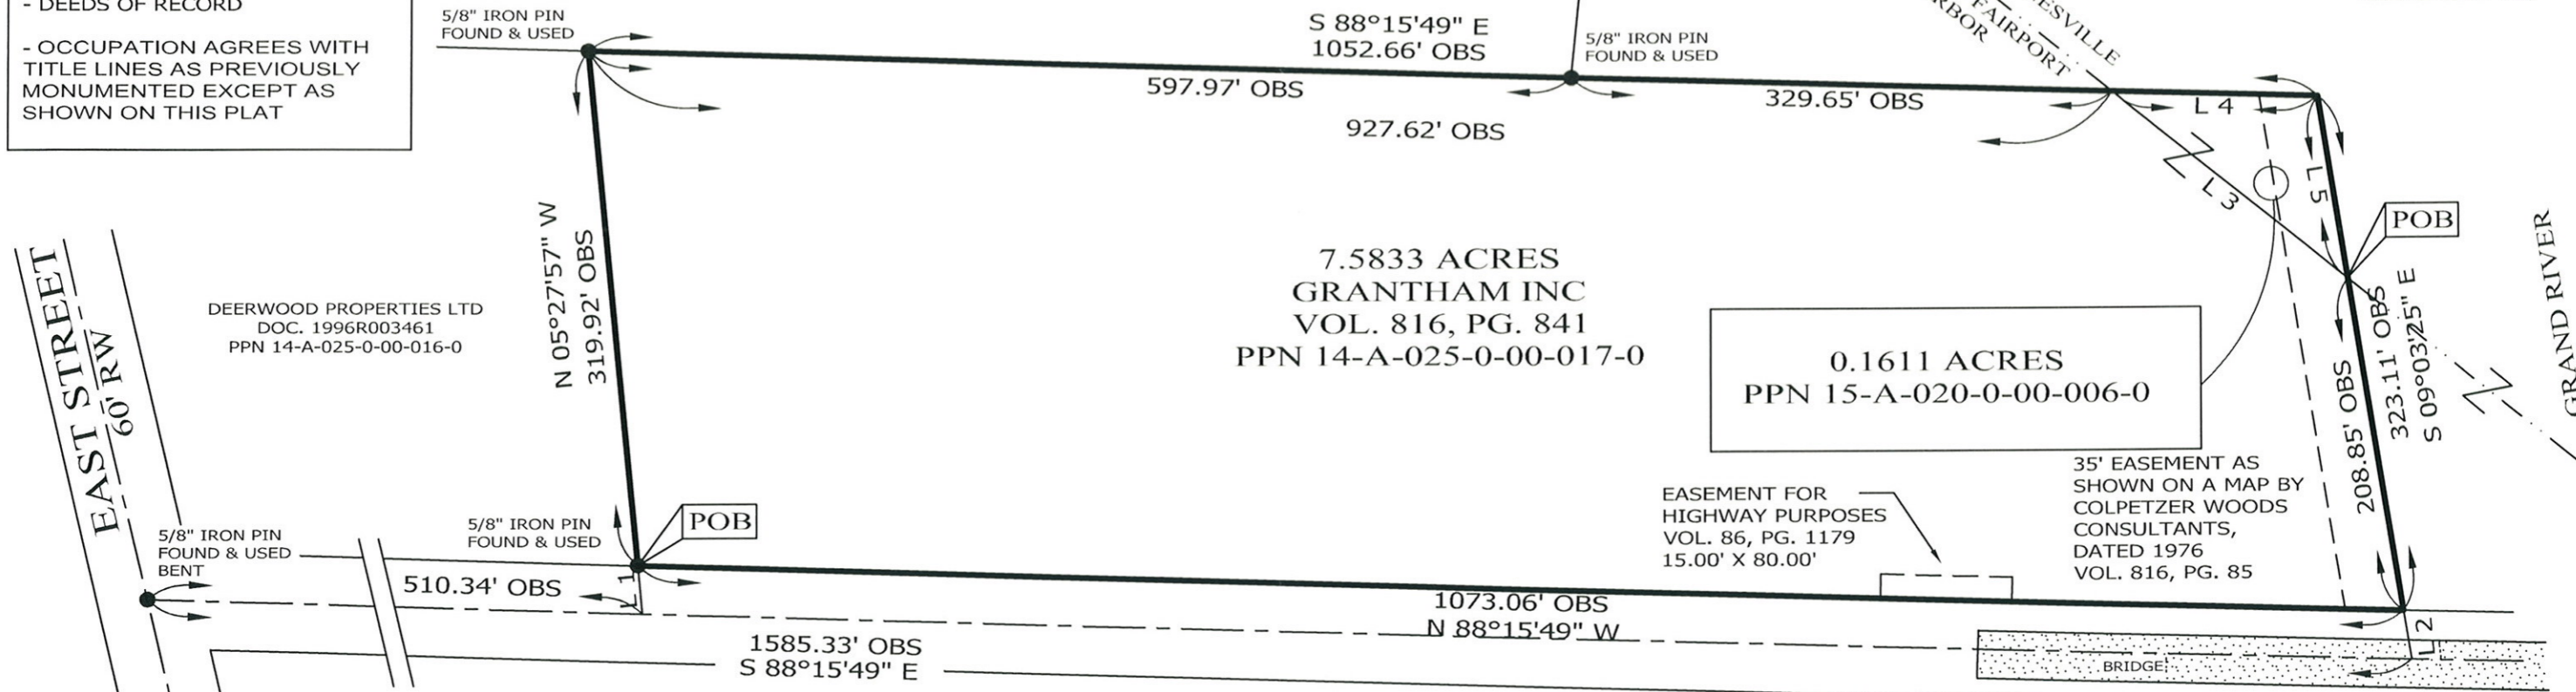 - DEEDS OF RECORD
- OCCUPATION AGREES WITH
TITLE LINES AS PREVIOUSLY
MONUMENTED EXCEPT AS
SHOWN ON THIS PLAT
5/8" IRON PIN
FOUND & USED
S 88°15'49" E
1052.66' OBS
5/8" IRON PIN
FOUND & USED
597.97' OBS
329.65' OBS
927.62' OBS
FAIRPORT
L 4
L 5
L 3
POB
GRAND RIVER
N 05°27'57" W
319.92' OBS
7.5833 ACRES
GRANTHAM INC
VOL. 816, PG. 841
PPN 14-A-025-0-00-017-0
0.1611 ACRES
PPN 15-A-020-0-00-006-0
208.85' OBS
323.11' OBS
S 09°03'25" E
EAST STREET
60' RW
DEERWOOD PROPERTIES LTD
DOC. 1996R003461
PPN 14-A-025-0-00-016-0
5/8" IRON PIN
FOUND & USED
BENT
5/8" IRON PIN
FOUND & USED
POB
EASEMENT FOR
HIGHWAY PURPOSES
VOL. 86, PG. 1179
15.00' X 80.00'
35' EASEMENT AS
SHOWN ON A MAP BY
COLPETZER WOODS
CONSULTANTS,
DATED 1976
VOL. 816, PG. 85
510.34' OBS
L 1
1073.06' OBS
N 88°15'49" W
1585.33' OBS
S 88°15'49" E
BRIDGE
L 2